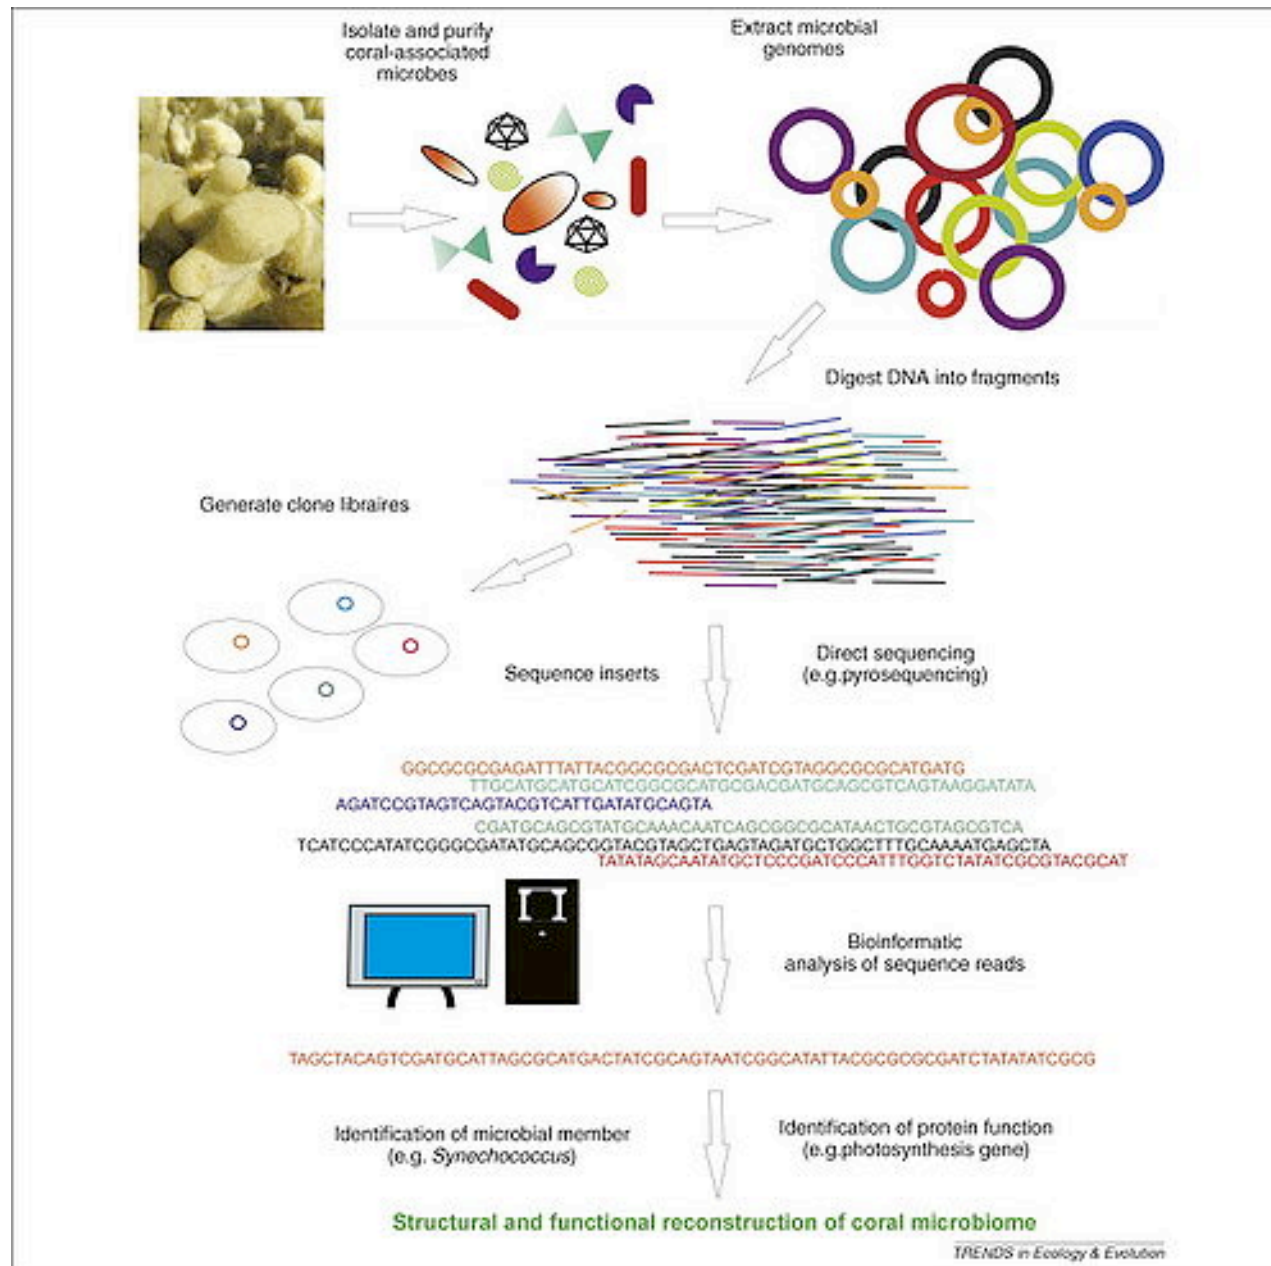 Isolate and purify
coral-associated
microbes
Extract microbial
genomes
Digest DNA into fragments
Generate clone libraires
Sequence inserts
Direct sequencing
(e.g.pyrosequencing)
GGCGCGCGAGATTTATTACGGCGCGACTCGATCGTAGGCGCGCATGATG
TTGCATGCATGCATCGGCGCATGCGACGATGCAGCGTCAGTAAGGATATA
AGATCCGTAGTCAGTACGTCATTGATATGCAGTA
CGATGCAGCGTATGCAAACAATCAGCGGCGCATAACTGCGTAGCGTCA
TCATCCCATATCGGGCGATATGCAGCGGTACGTAGCTGAGTAGATGCTGGCTTTGCAAAATGAGCTA
TATATAGCAATATGCTCCCGATCCCATTTGGTCTATATCGCGTACGCAT
Bioinformatic
analysis of sequence reads
TAGCTACAGTCGATGCATTAGCGCATGACTATCGCAGTAATCGGCATATTACGCGCGCGATCTATATATCGCG
Identification of microbial member
(e.g. Synechococcus)
Identification of protein function
(e.g.photosynthesis gene)
Structural and functional reconstruction of coral microbiome
TRENDS in Ecology & Evolution